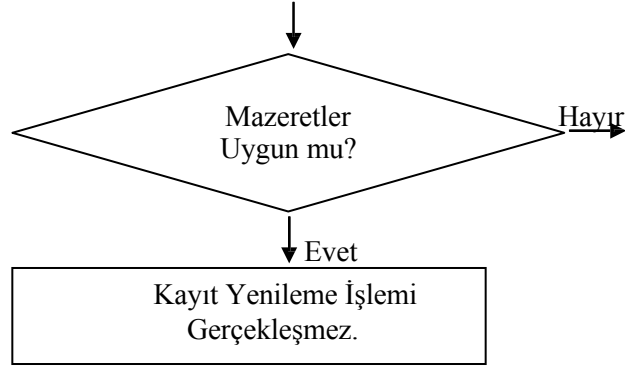 Mazeretler
Uygun mu?
Hayır
Evet
Kayıt Yenileme İşlemi
Gerçekleşmez.